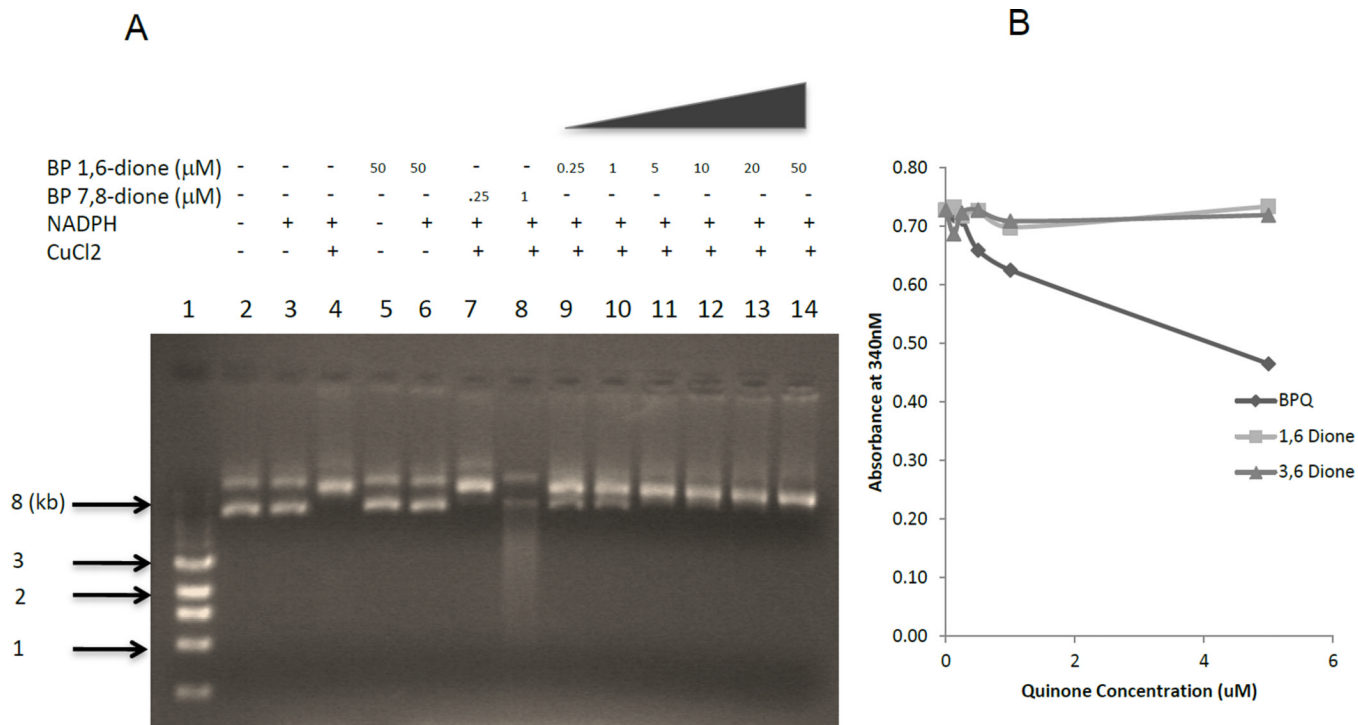 A
BP 1,6-dione (μM) - - - 50 50 - - 0.25 1 5 10 20 50
BP 7,8-dione (μM) - - - - - .25 1 - - - - - -
NADPH - + + - + + + + + + + + +
CuCl2 - - + - - + + + + + + + +
1 2 3 4 5 6 7 8 9 10 11 12 13 14
8 (kb)
3
2
1
B
0.80
0.70
0.60
0.50
0.40
0.30
0.20
0.10
0.00
Absorbance at 340nM
BPQ
1,6 Dione
3,6 Dione
0 2 4 6
Quinone Concentration (uM)